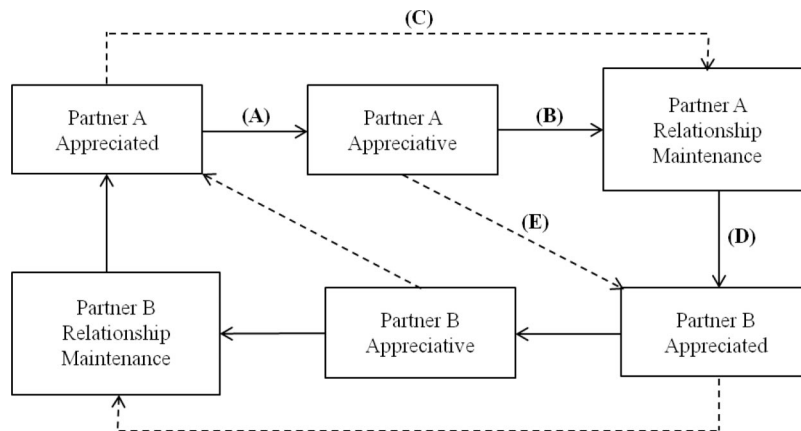 (C)
Partner A
Appreciated
(A)
Partner A
Appreciative
(B)
Partner A
Relationship
Maintenance
(E)
(D)
Partner B
Relationship
Maintenance
Partner B
Appreciative
Partner B
Appreciated